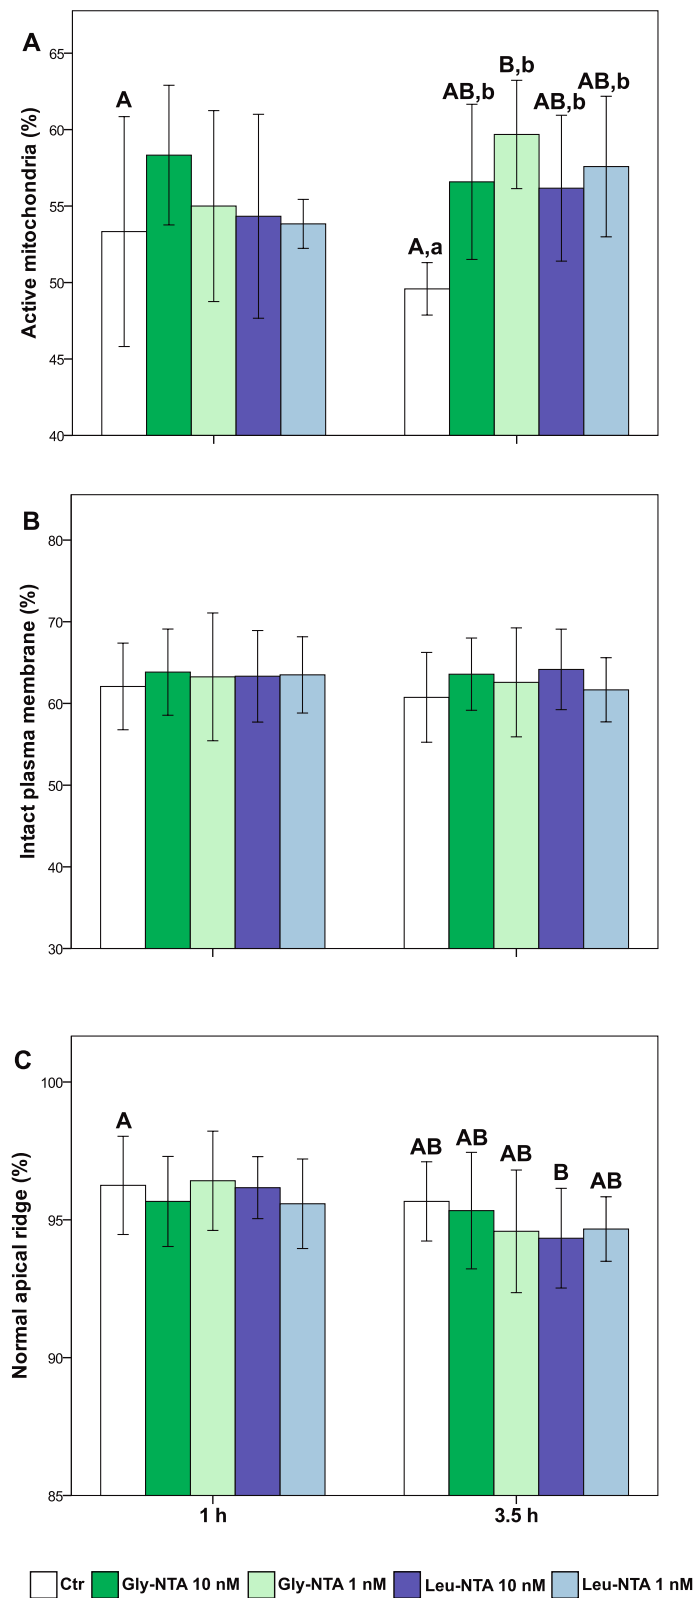 A
Active mitochondria (%)
65
60
55
50
45
40
A
A,a
AB,b
B,b
AB,b
AB,b
B
Intact plasma membrane (%)
80
70
60
50
40
30
C
Normal apical ridge (%)
100
95
90
85
A
AB
AB
AB
B
AB
1 h
3.5 h
Ctr
Gly-NTA 10 nM
Gly-NTA 1 nM
Leu-NTA 10 nM
Leu-NTA 1 nM